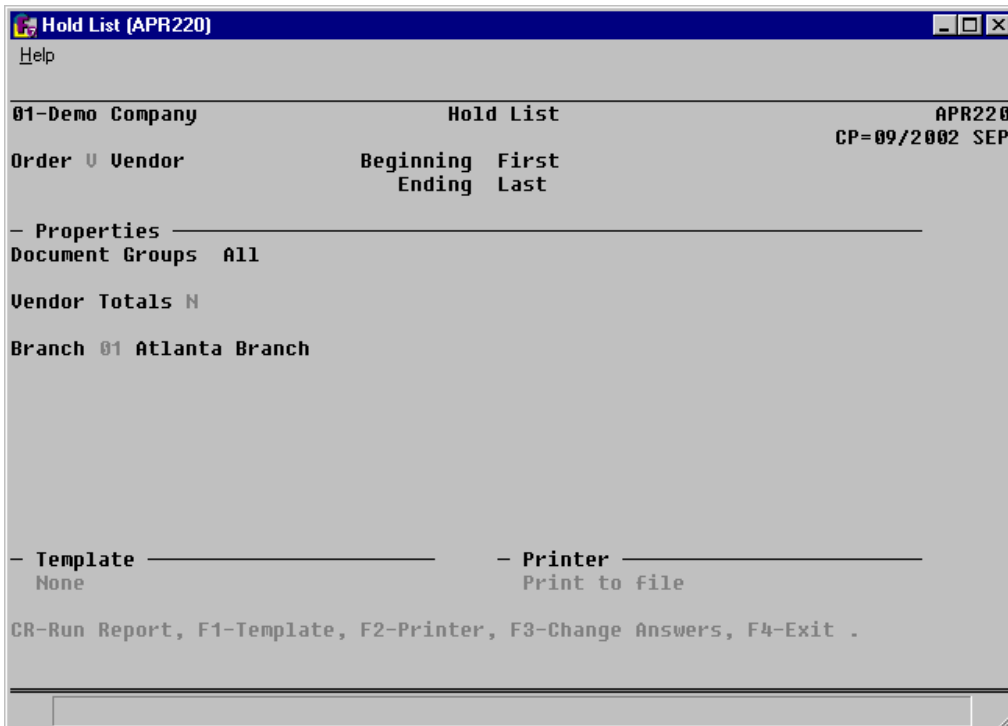 Hold List (APR220)
Help
01-Demo Company Hold List APR220
CP=09/2002 SEP
Order V Vendor Beginning First
Ending Last
Properties
Document Groups All
Vendor Totals N
Branch 01 Atlanta Branch
Template Printer
None Print to file
CR-Run Report, F1-Template, F2-Printer, F3-Change Answers, F4-Exit .